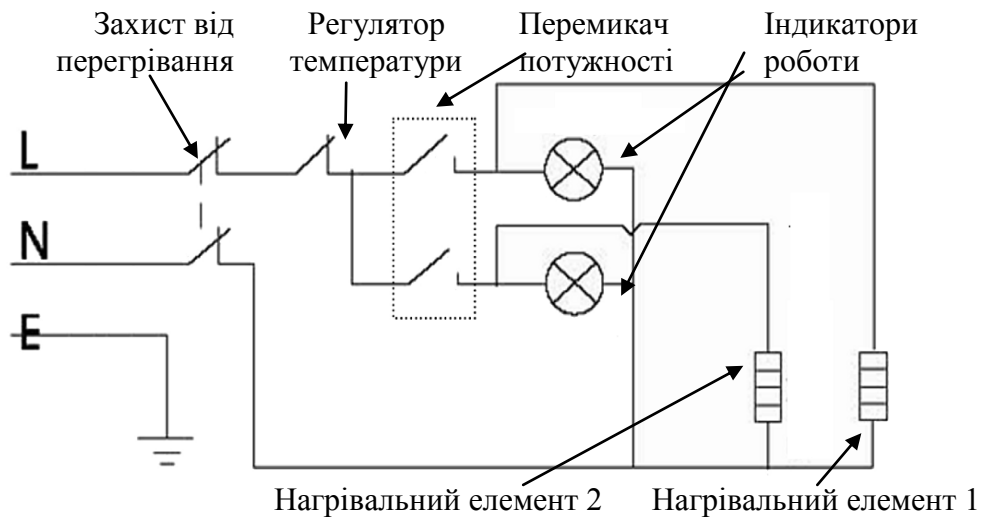 Захист від
перегрівання
Регулятор
температури
Перемикач
потужності
Індикатори
роботи
L
N
E
Нагрівальний елемент 2
Нагрівальний елемент 1